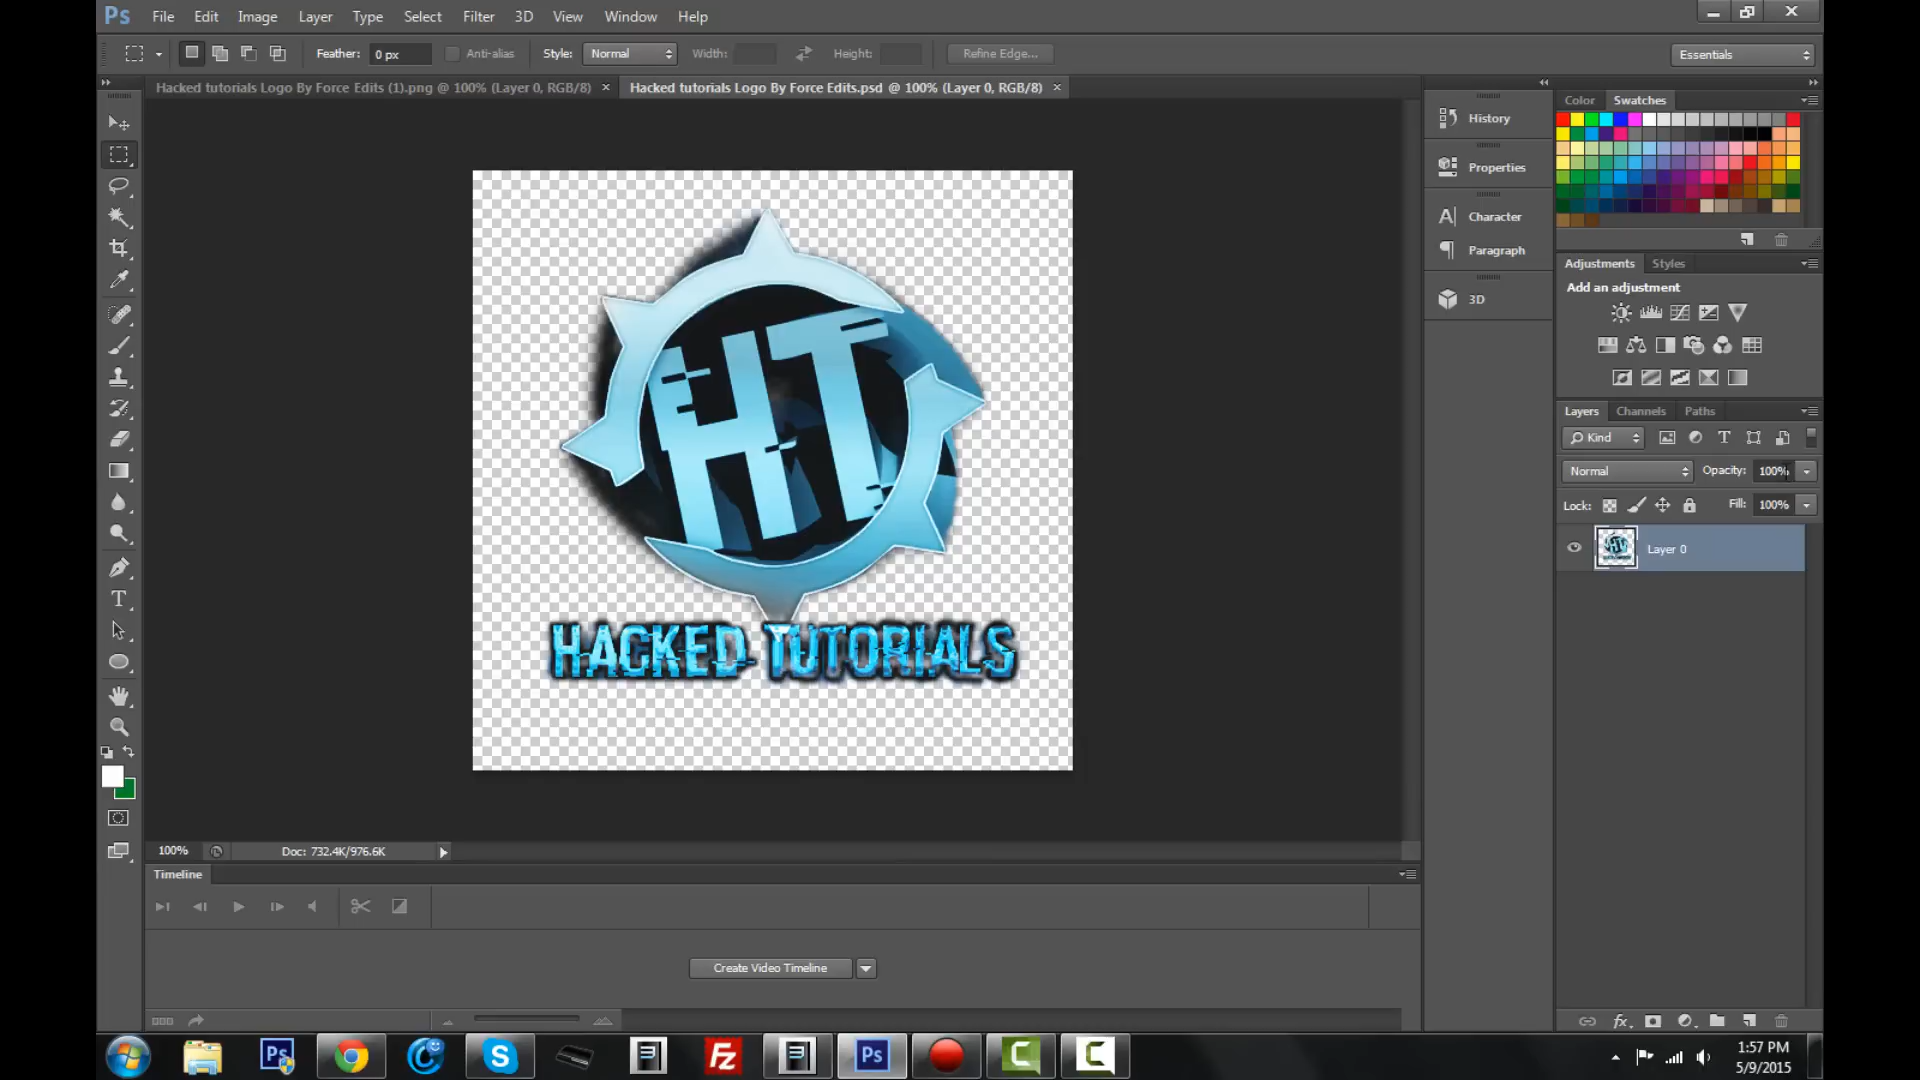 Ps File Edit Image Layer Type Select Filter 3D View Window Help
Feather: 0 px Anti-alias Style: Normal Width: Height: Refine Edge... Essentials
Hacked tutorials Logo By Force Edits (1).png @ 100% (Layer 0, RGB/8) × Hacked tutorials Logo By Force Edits.psd @ 100% (Layer 0, RGB/8) ×
Color Swatches
History
Properties
Character
Paragraph
3D
Adjustments Styles
Add an adjustment
Layers Channels Paths
Kind
Normal Opacity: 100%
Lock: Fill: 100%
Layer 0
HT
HACKED TUTORIALS
100% Doc: 732.4K/976.6K
Timeline
Create Video Timeline
1:57 PM
5/9/2015